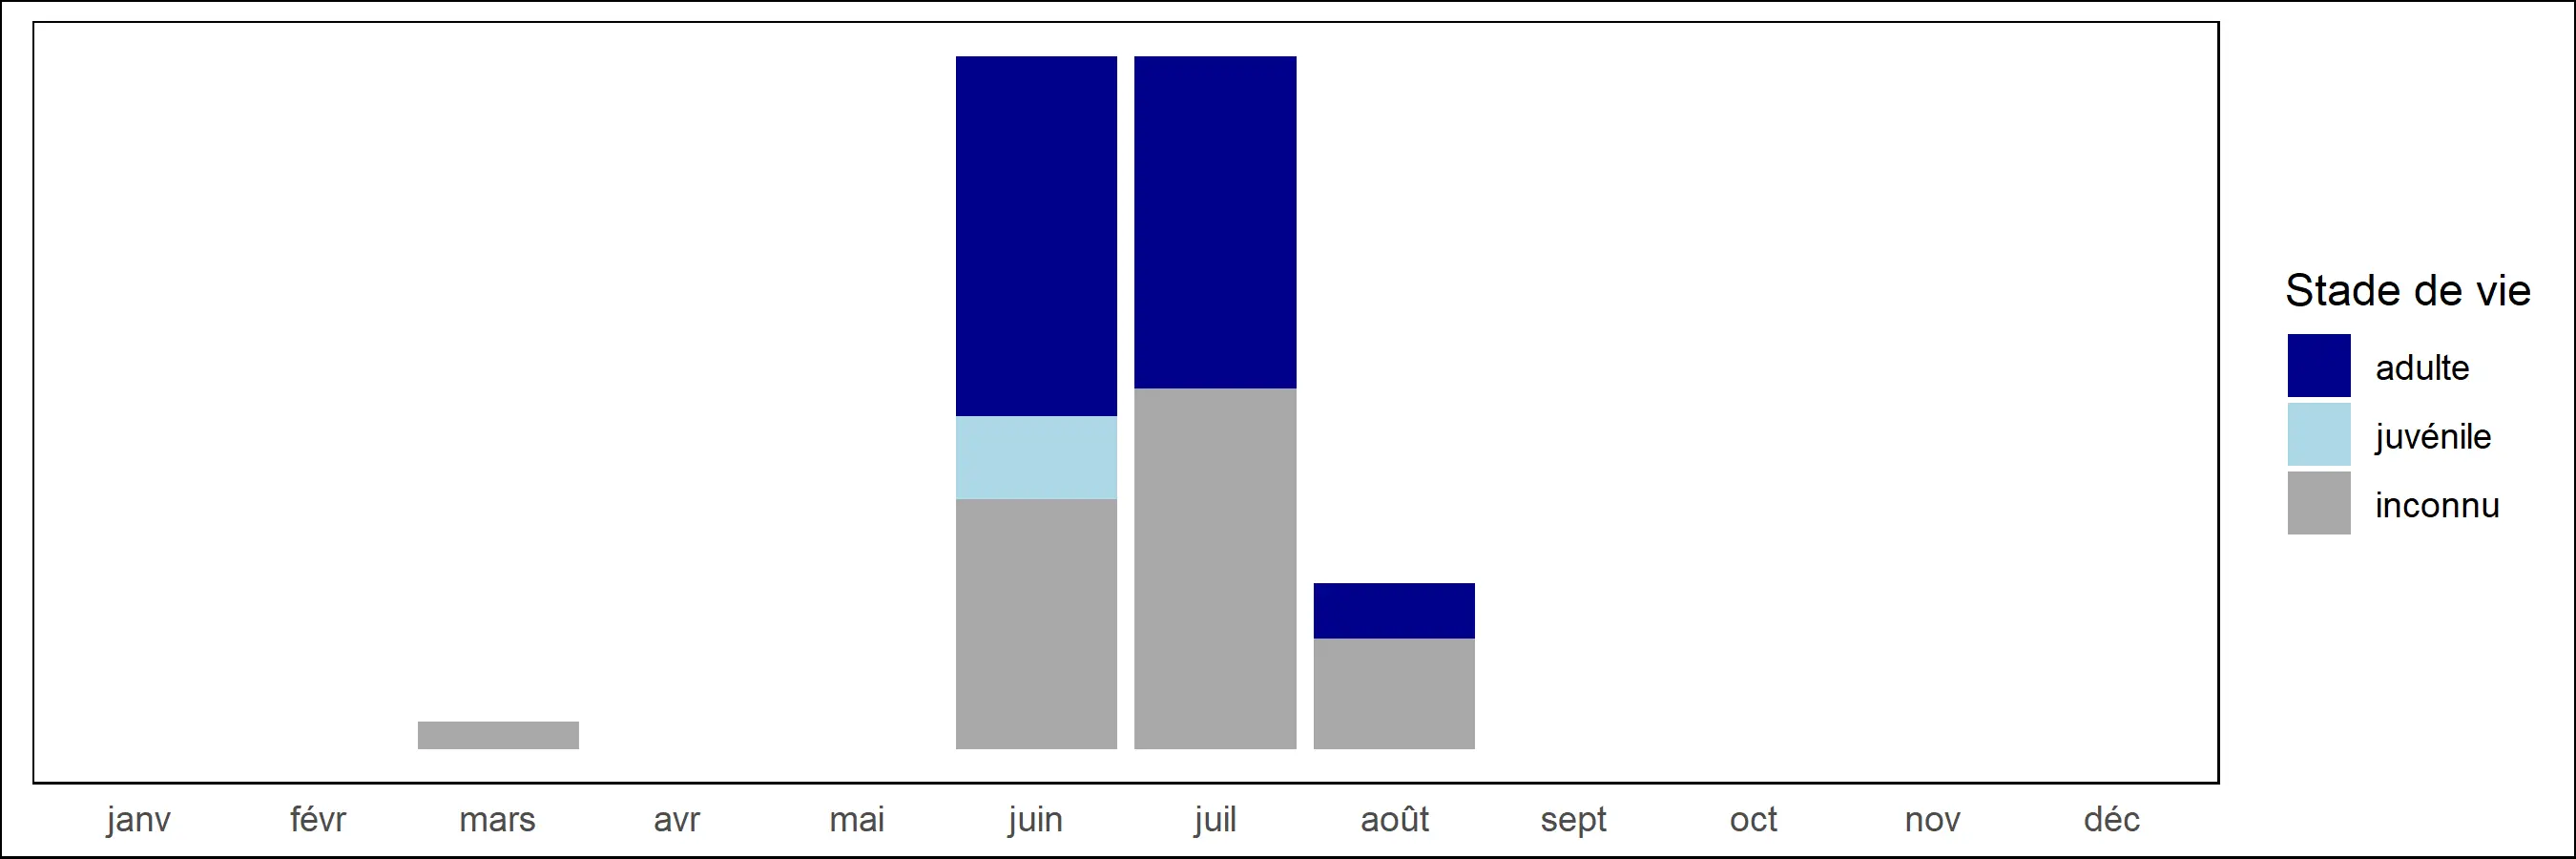 Stade de vie
adulte
juvénile
inconnu
janv févr mars avr mai juin juil août sept oct nov déc